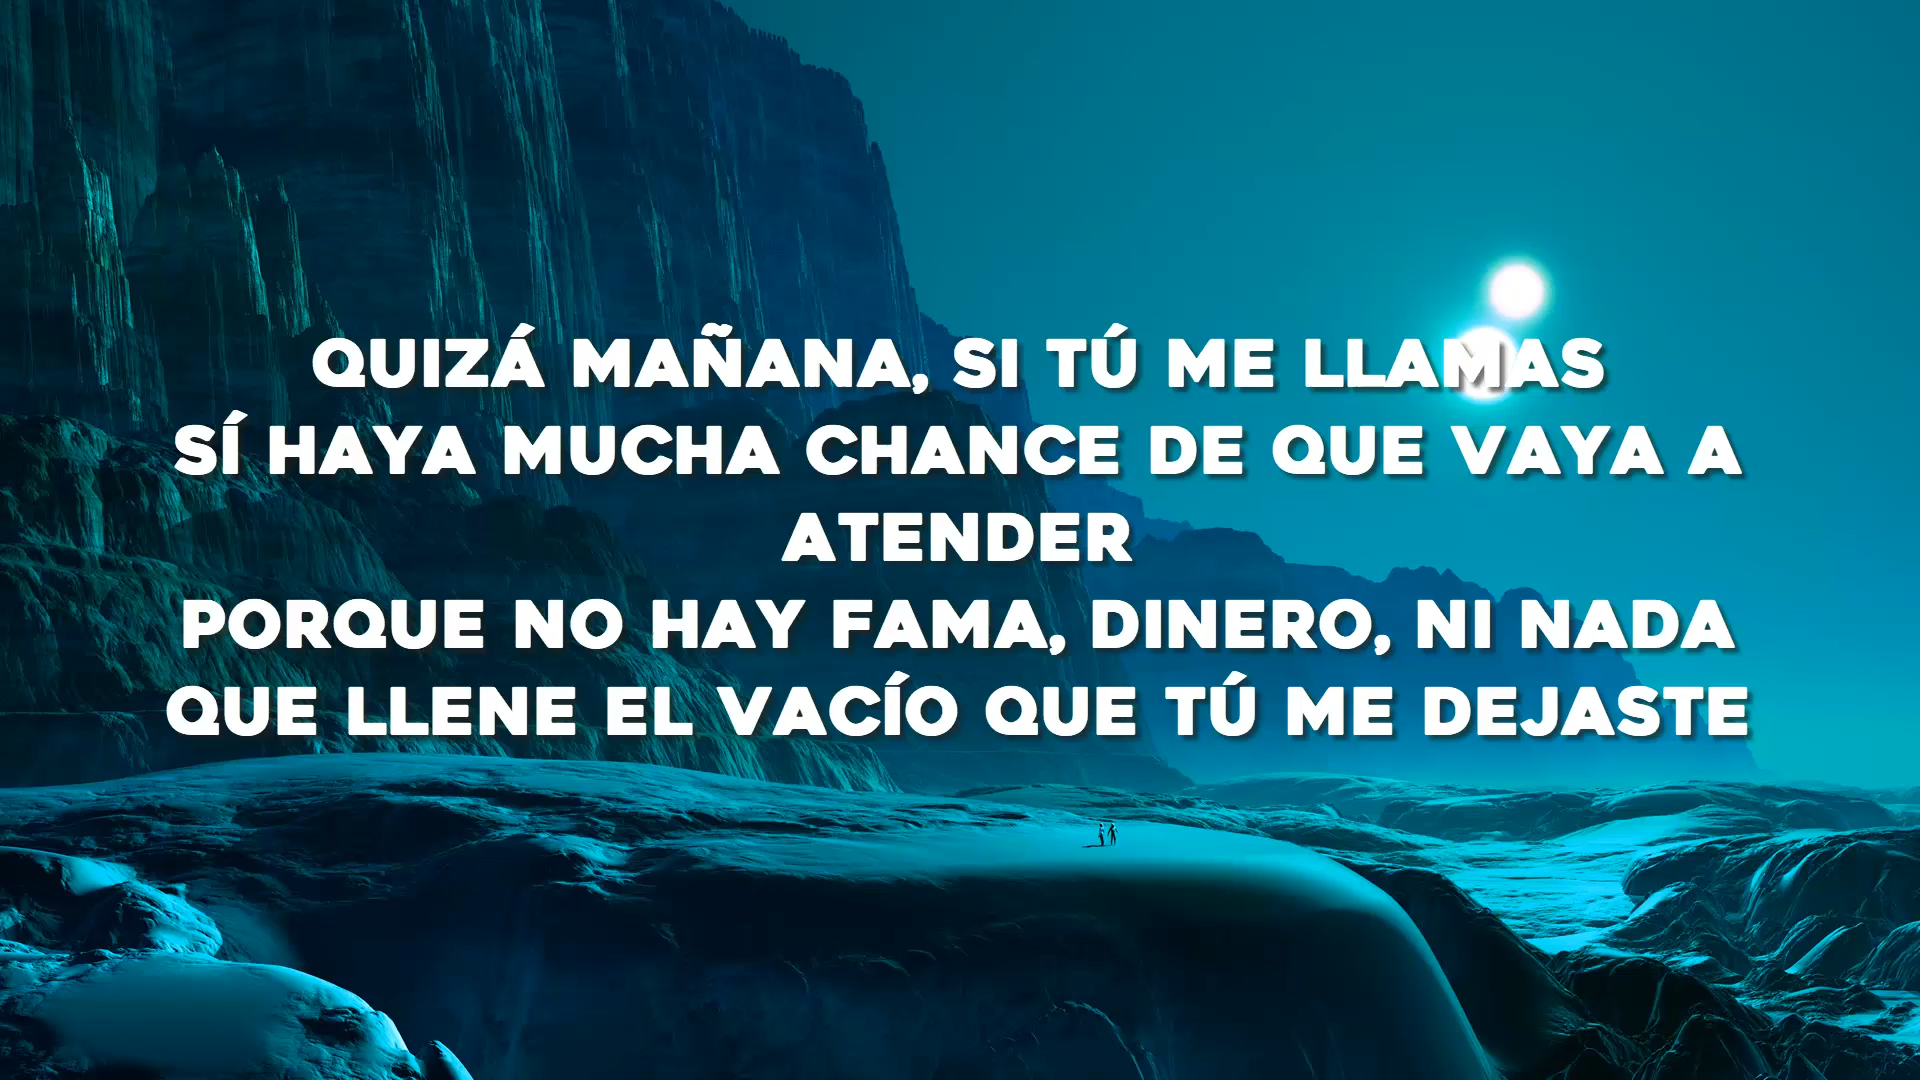 QUIZÁ MAÑANA, SI TÚ ME LLAMAS
SÍ HAYA MUCHA CHANCE DE QUE VAYA A
ATENDER
PORQUE NO HAY FAMA, DINERO, NI NADA
QUE LLENE EL VACÍO QUE TÚ ME DEJASTE